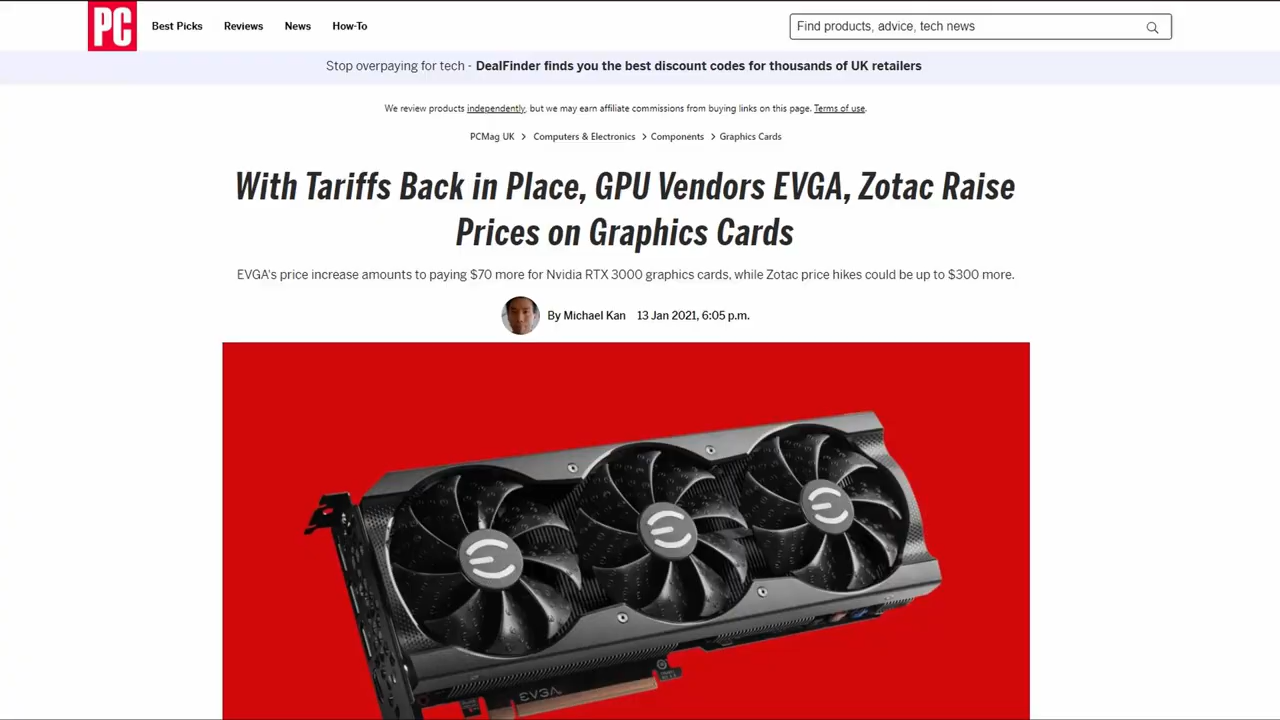 PC
Best Picks
Reviews
News
How-To
Find products, advice, tech news
Stop overpaying for tech - DealFinder finds you the best discount codes for thousands of UK retailers
We review products independently, but we may earn affiliate commissions from buying links on this page. Terms of use.
PCMag UK > Computers & Electronics > Components > Graphics Cards
With Tariffs Back in Place, GPU Vendors EVGA, Zotac Raise
Prices on Graphics Cards
EVGA's price increase amounts to paying $70 more for Nvidia RTX 3000 graphics cards, while Zotac price hikes could be up to $300 more.
By Michael Kan 13 Jan 2021, 6:05 p.m.
EVGA